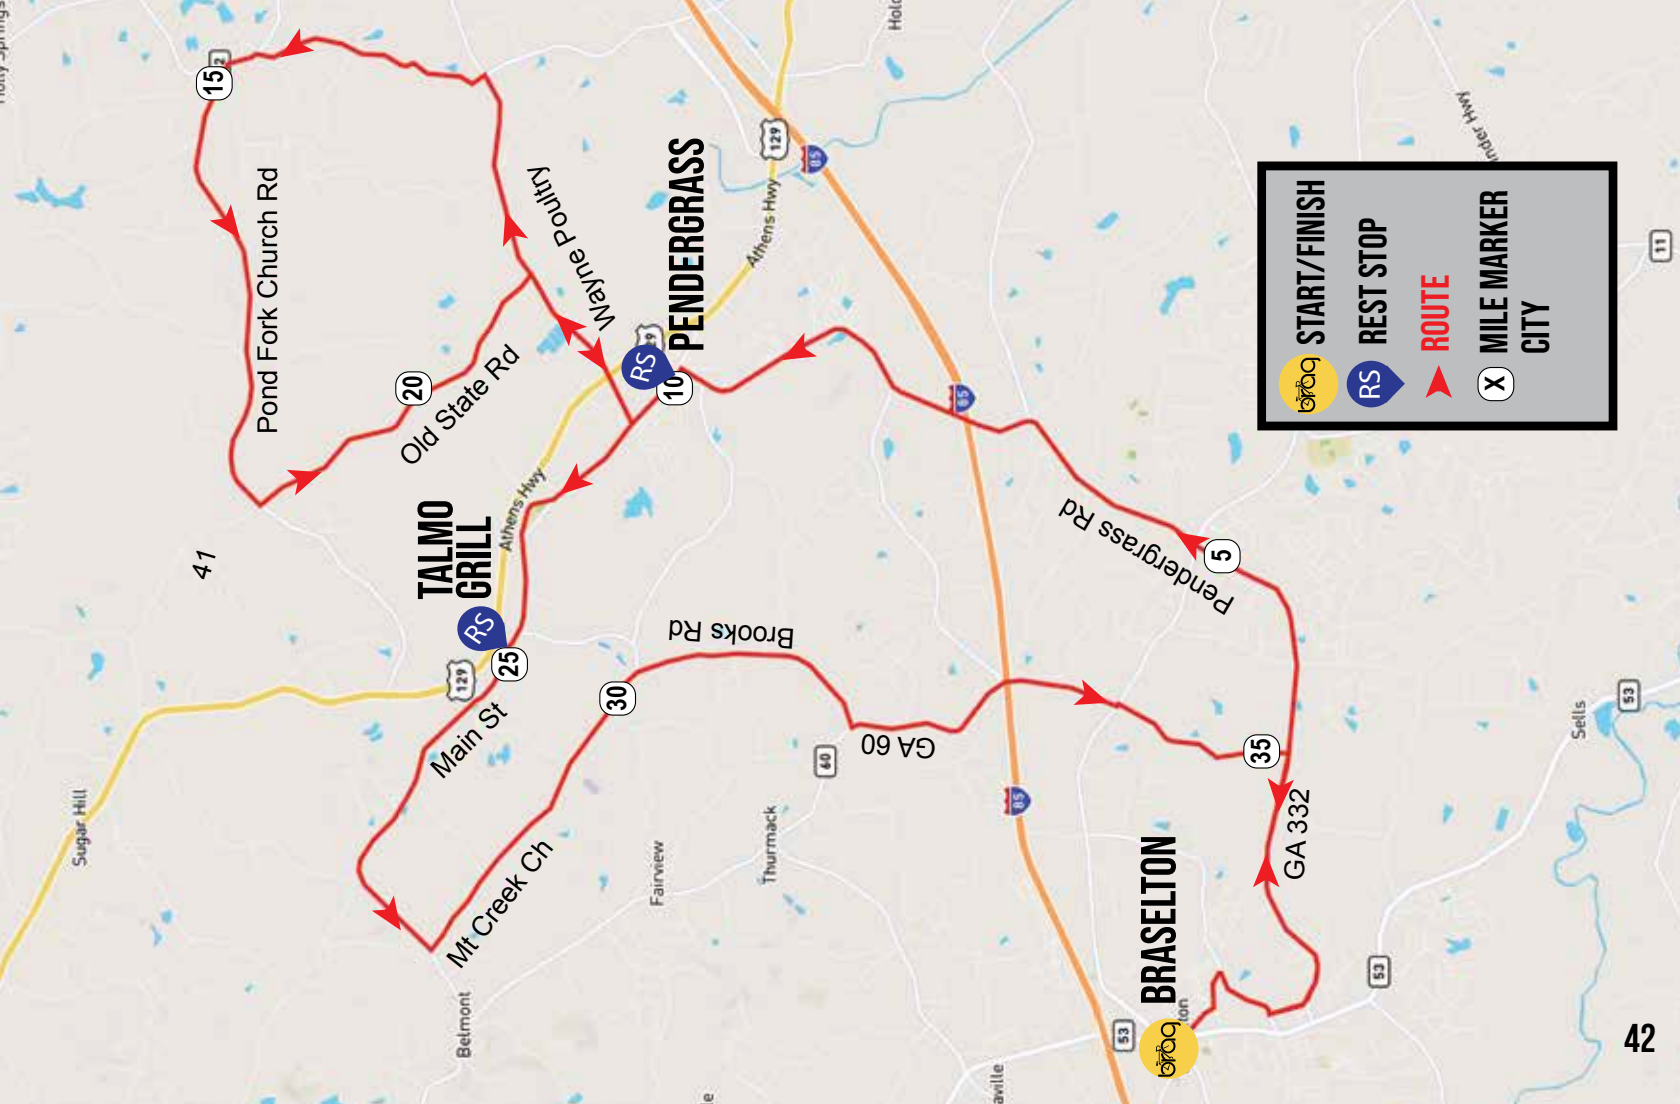 Sugar Hill
Belmont
Fairview
Thurmack
Sells
41
Pond Fork Church Rd
Old State Rd
Wayne Poultry
15
20
PENDERGRASS
RS
10
129
85
Athens Hwy
TALMO
GRILL
Athens Hwy
RS
25
129
Main St
Mt Creek Ch
30
Brooks Rd
60
GA 60
85
85
Pendergrass Rd
5
35
GA 332
BRASELTON
brag
53
53
53
11
brag START/FINISH
RS REST STOP
ROUTE
X MILE MARKER
CITY
42